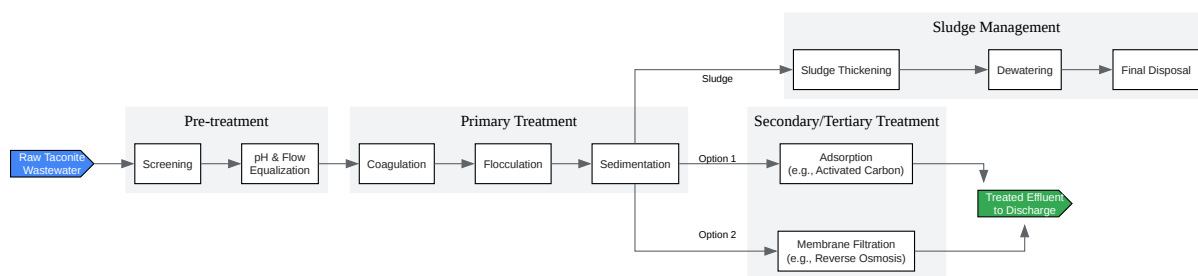 Sludge Management
Sludge Thickening
Dewatering
Final Disposal
Sludge
Pre-treatment
Primary Treatment
Secondary/Tertiary Treatment
Raw Taconite
Wastewater
Screening
pH & Flow
Equalization
Coagulation
Flocculation
Sedimentation
Option 1
Adsorption
(e.g., Activated Carbon)
Treated Effluent
to Discharge
Option 2
Membrane Filtration
(e.g., Reverse Osmosis)